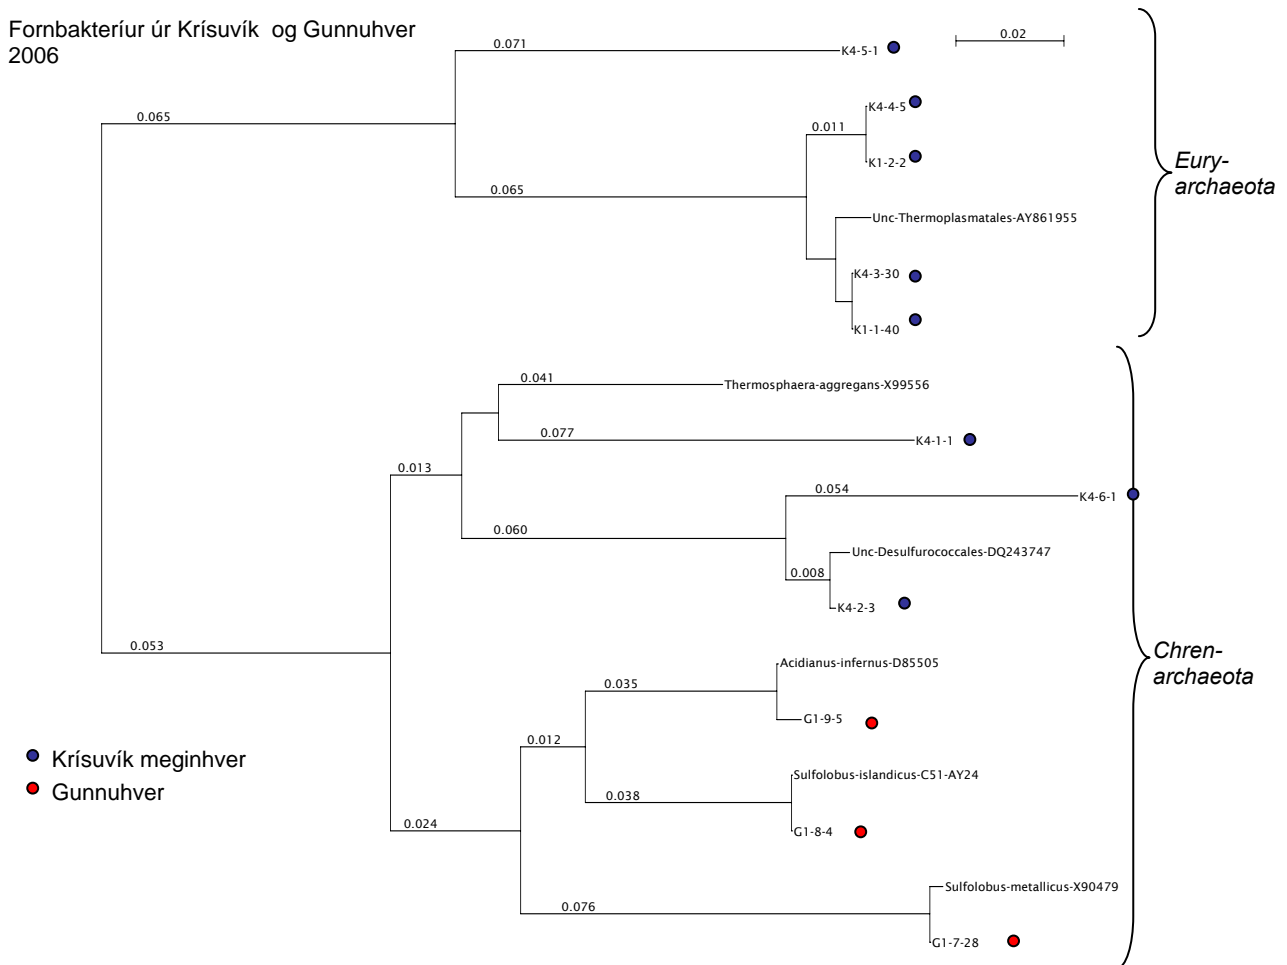 Fornbakteríur úr Krísuvík og Gunnuhver
2006
0.02
0.071
K4-5-1
0.065
K4-4-5
0.011
K1-2-2
0.065
Unc-Thermoplasmatales-AY861955
K4-3-30
K1-1-40
Eury-
archaeota
0.041
Thermosphaera-aggregans-X99556
0.077
K4-1-1
0.013
0.054
K4-6-1
0.060
Unc-Desulfurococcales-DQ243747
0.008
K4-2-3
0.053
Acidianus-infernus-D85505
0.035
G1-9-5
0.012
Sulfolobus-islandicus-C51-AY24
0.038
G1-8-4
0.024
Sulfolobus-metallicus-X90479
0.076
G1-7-28
Chren-
archaeota
Krísuvík meginhver
Gunnuhver